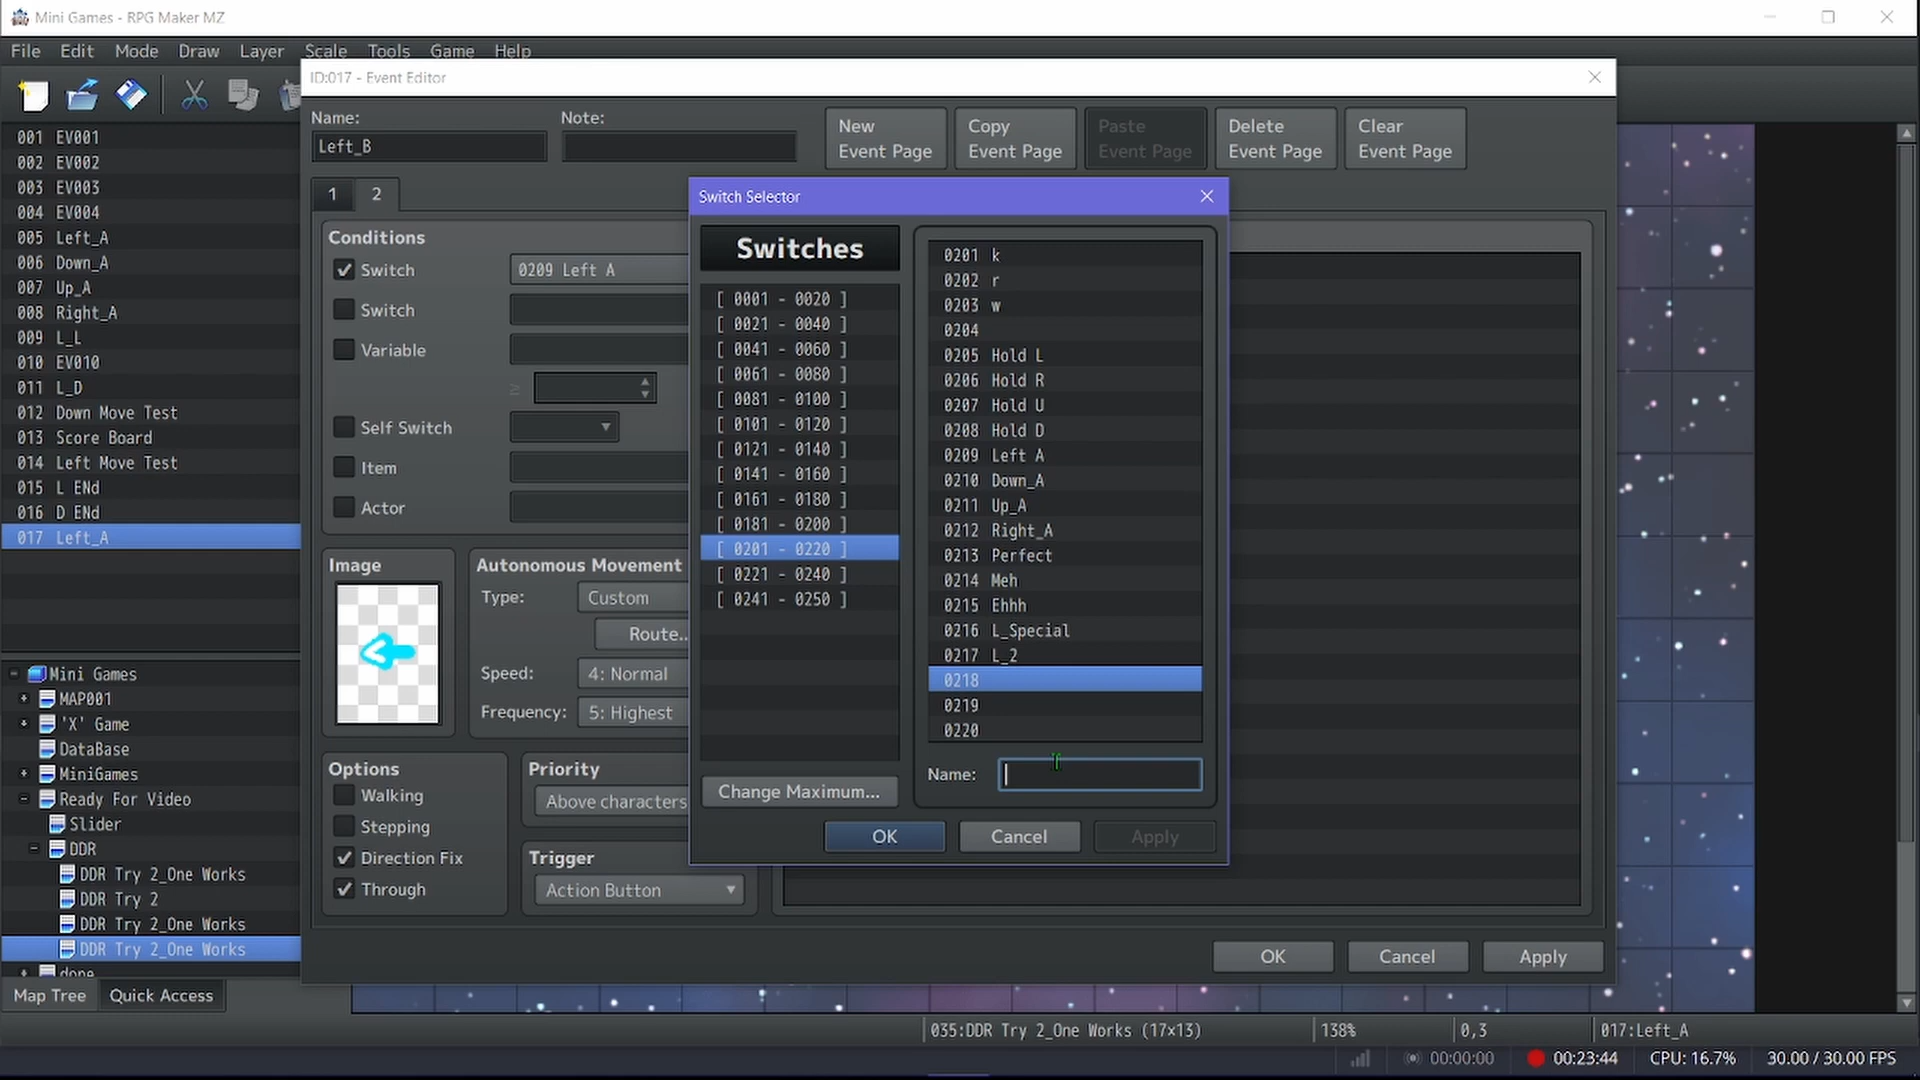 Mini Games - RPG Maker MZ
File Edit Mode Draw Layer Scale Tools Game Help
ID:017 - Event Editor
Name:
Note:
Left_B
New Event Page
Copy Event Page
Paste Event Page
Delete Event Page
Clear Event Page
001 EV001
002 EV002
003 EV003
004 EV004
005 Left_A
006 Down_A
007 Up_A
008 Right_A
009 L_L
010 EV010
011 L_D
012 Down Move Test
013 Score Board
014 Left Move Test
015 L ENd
016 D ENd
017 Left_A
1 2
Conditions
Switch 0209 Left A
Switch
Variable
≥
Self Switch
Item
Actor
Image
Autonomous Movement
Type: Custom
Route..
Speed: 4: Normal
Frequency: 5: Highest
Options
Walking
Stepping
Direction Fix
Through
Priority
Above characters
Trigger
Action Button
Switch Selector
Switches
[ 0001 - 0020 ]
[ 0021 - 0040 ]
[ 0041 - 0060 ]
[ 0061 - 0080 ]
[ 0081 - 0100 ]
[ 0101 - 0120 ]
[ 0121 - 0140 ]
[ 0141 - 0160 ]
[ 0161 - 0180 ]
[ 0181 - 0200 ]
[ 0201 - 0220 ]
[ 0221 - 0240 ]
[ 0241 - 0250 ]
Change Maximum...
0201 k
0202 r
0203 w
0204
0205 Hold L
0206 Hold R
0207 Hold U
0208 Hold D
0209 Left A
0210 Down_A
0211 Up_A
0212 Right_A
0213 Perfect
0214 Meh
0215 Ehhh
0216 L_Special
0217 L_2
0218
0219
0220
Name:
OK Cancel Apply
OK Cancel Apply
Mini Games
MAP001
'X' Game
DataBase
MiniGames
Ready For Video
Slider
DDR
DDR Try 2_One Works
DDR Try 2
DDR Try 2_One Works
DDR Try 2_One Works
done
Map Tree Quick Access
035:DDR Try 2_One Works (17×13) 138% 0,3 017:Left_A
00:00:00 00:23:44 CPU: 16.7% 30.00 / 30.00 FPS